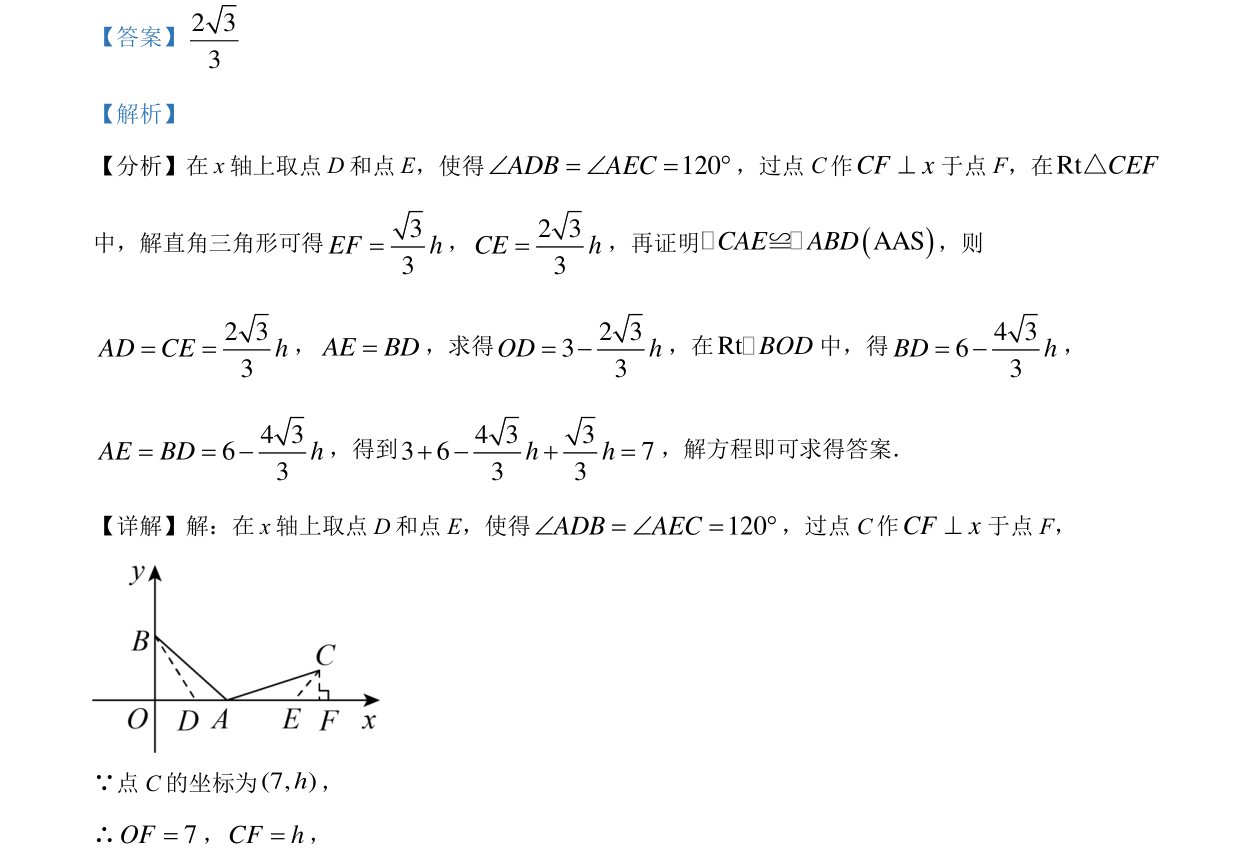 【答案】$\frac{2\sqrt{3}}{3}$
【解析】
【分析】在 x 轴上取点 D 和点 E，使得∠ADB = ∠AEC = 120°，过点 C 作 CF ⊥ x 于点 F，在 Rt△CEF
中，解直角三角形可得 $EF = \frac{\sqrt{3}}{3}h$，$CE = \frac{2\sqrt{3}}{3}h$，再证明□CAE≌□ABD(AAS)，则
$AD = CE = \frac{2\sqrt{3}}{3}h$，AE = BD，求得 $OD = 3 - \frac{2\sqrt{3}}{3}h$，在 Rt□BOD 中，得 $BD = 6 - \frac{4\sqrt{3}}{3}h$，
$AE = BD = 6 - \frac{4\sqrt{3}}{3}h$，得到 $3 + 6 - \frac{4\sqrt{3}}{3}h + \frac{\sqrt{3}}{3}h = 7$，解方程即可求得答案．
【详解】解：在 x 轴上取点 D 和点 E，使得∠ADB = ∠AEC = 120°，过点 C 作 CF ⊥ x 于点 F，
y
B
C
O D A E F x
∵点 C 的坐标为(7,h)，
∴OF = 7，CF = h，